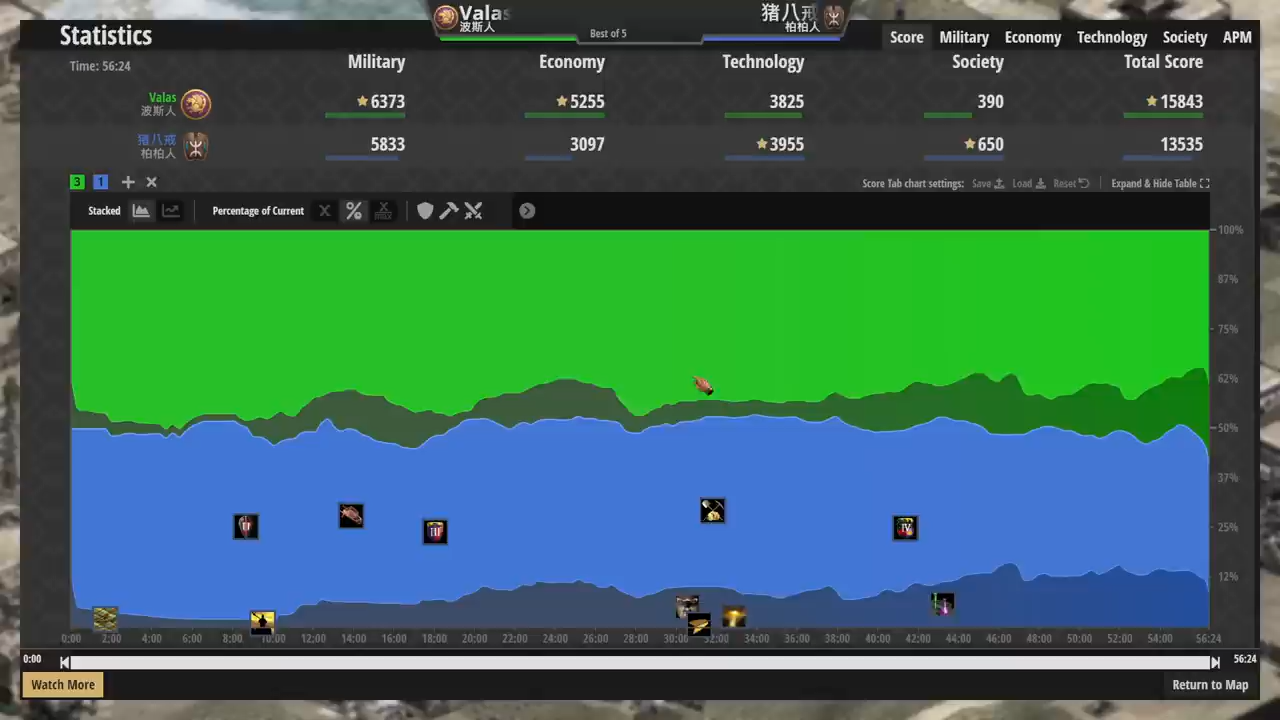 Valas
波斯人
猪八戒
柏柏人
Best of 5
Statistics
Score Military Economy Technology Society APM
Time: 56:24
Military Economy Technology Society Total Score
Valas
波斯人
6373 5255 3825 390 15843
猪八戒
柏柏人
5833 3097 3955 650 13535
3 1
Score Tab chart settings: Save Load Reset Expand & Hide Table
Stacked Percentage of Current X % X
100%
87%
75%
62%
50%
37%
25%
12%
II
III
IV
0:00 2:00 4:00 6:00 8:00 10:00 12:00 14:00 16:00 18:00 20:00 22:00 24:00 26:00 28:00 30:00 32:00 34:00 36:00 38:00 40:00 42:00 44:00 46:00 48:00 50:00 52:00 54:00 56:24
0:00 56:24
Watch More Return to Map